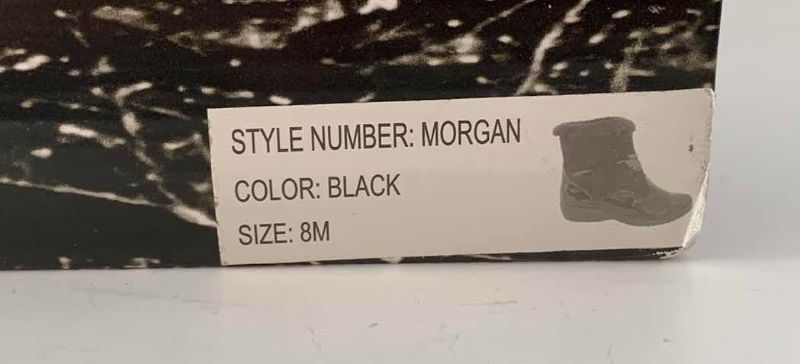 STYLE NUMBER: MORGAN
COLOR: BLACK
SIZE: 8M